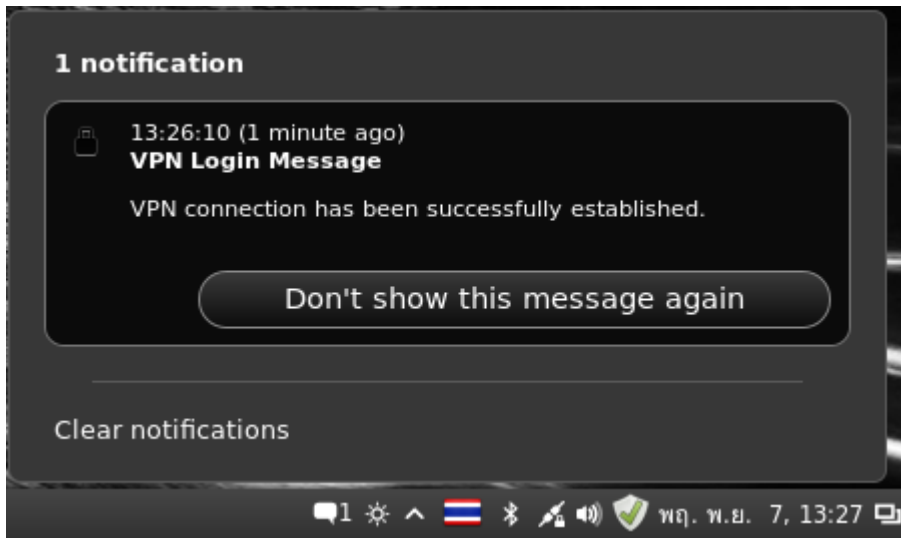 1 notification
13:26:10 (1 minute ago)
VPN Login Message
VPN connection has been successfully established.
Don't show this message again
Clear notifications
1 พฤ. พ.ย. 7, 13:27